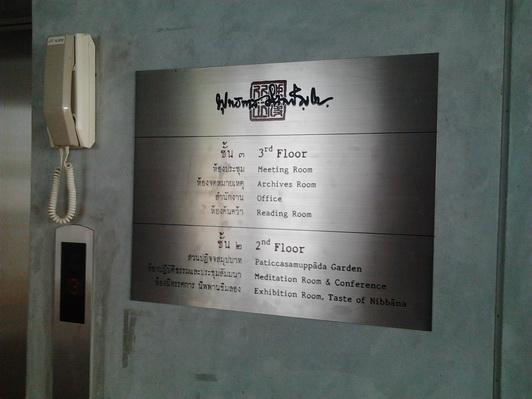 ชั้น ๓ 3rd Floor
ห้องประชุม Meeting Room
ห้องจดหมายเหตุ Archives Room
สำนักงาน Office
ห้องค้นคว้า Reading Room
ชั้น ๒ 2nd Floor
สวนปฏิจจสมุปบาท Paticcasamuppāda Garden
ห้องปฏิบัติธรรมและประชุมสัมมนา Meditation Room & Conference
ห้องนิทรรศการ นิพพานชิมลอง Exhibition Room, Taste of Nibbāna
3